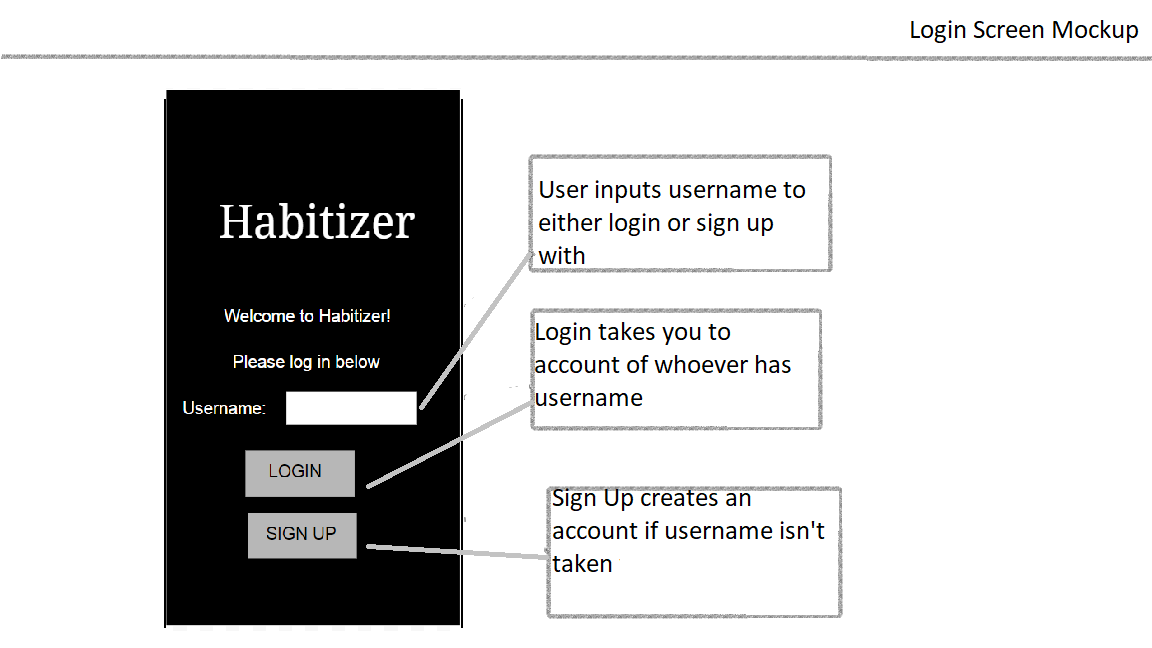 Login Screen Mockup
Habitizer
Welcome to Habitizer!
Please log in below
Username:
LOGIN
SIGN UP
User inputs username to
either login or sign up
with
Login takes you to
account of whoever has
username
Sign Up creates an
account if username isn't
taken